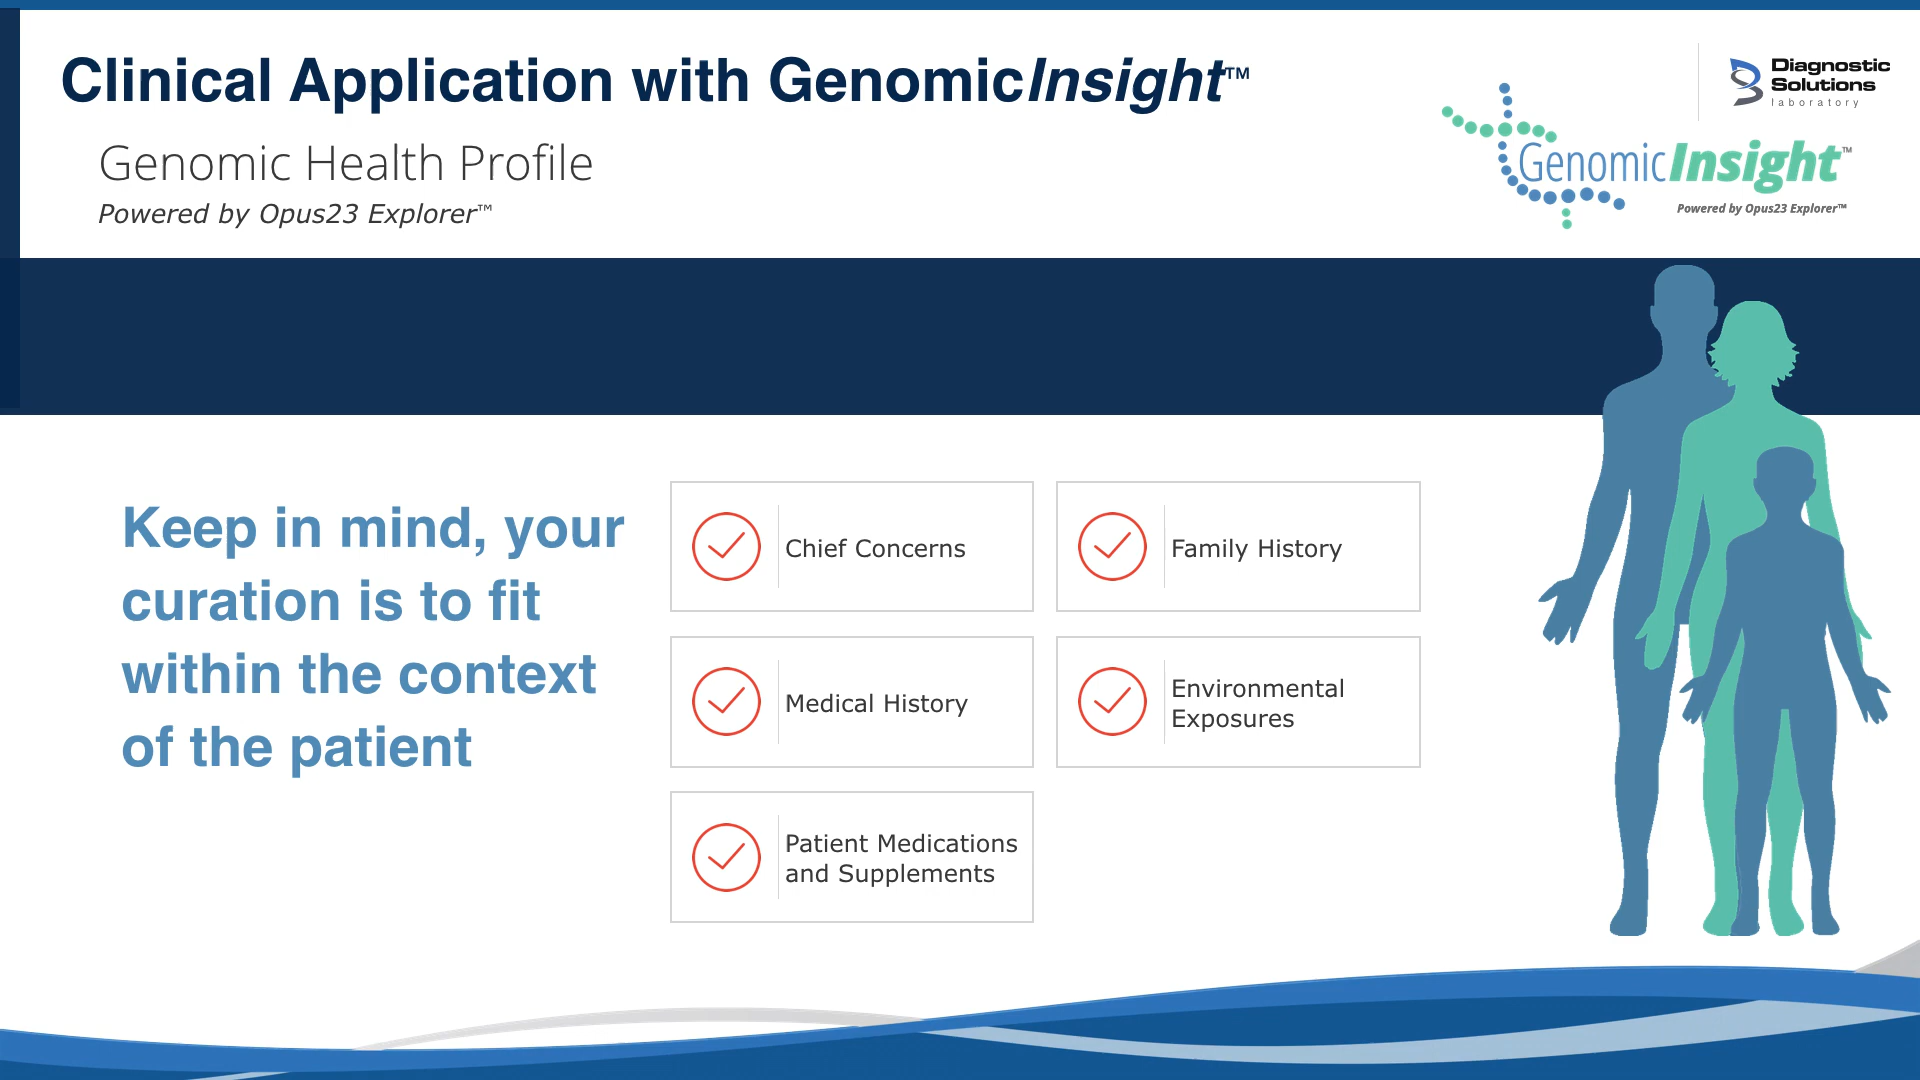 Clinical Application with GenomicInsight™
Genomic Health Profile
Powered by Opus23 Explorer™
Diagnostic
Solutions
laboratory
GenomicInsight™
Powered by Opus23 Explorer™
Keep in mind, your
curation is to fit
within the context
of the patient
Chief Concerns
Family History
Medical History
Environmental
Exposures
Patient Medications
and Supplements